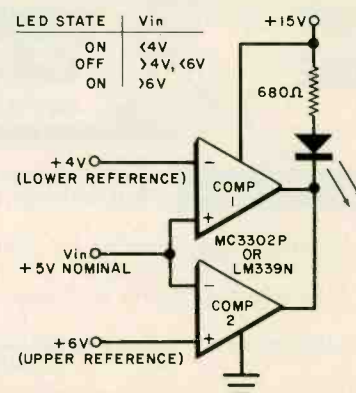 LED STATE Vin
ON <4V
OFF >4V, <6V
ON >6V
+15V
680Ω
+4V
(LOWER REFERENCE)
-
COMP
1
+
Vin
+5V NOMINAL
MC3302P
OR
LM339N
-
COMP
2
+
+6V
(UPPER REFERENCE)